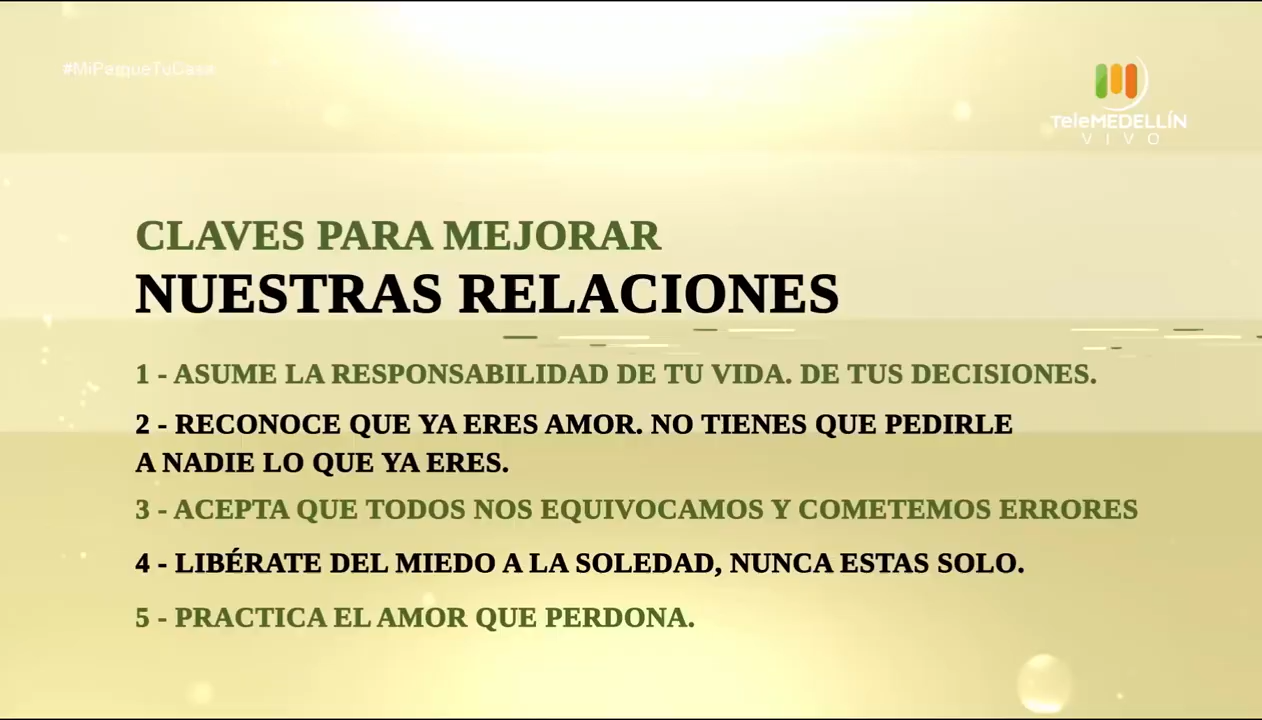 #MiParqueTuCasa
TeleMEDELLÍN
VIVO
CLAVES PARA MEJORAR
NUESTRAS RELACIONES
1 - ASUME LA RESPONSABILIDAD DE TU VIDA. DE TUS DECISIONES.
2 - RECONOCE QUE YA ERES AMOR. NO TIENES QUE PEDIRLE
A NADIE LO QUE YA ERES.
3 - ACEPTA QUE TODOS NOS EQUIVOCAMOS Y COMETEMOS ERRORES
4 - LIBÉRATE DEL MIEDO A LA SOLEDAD, NUNCA ESTAS SOLO.
5 - PRACTICA EL AMOR QUE PERDONA.